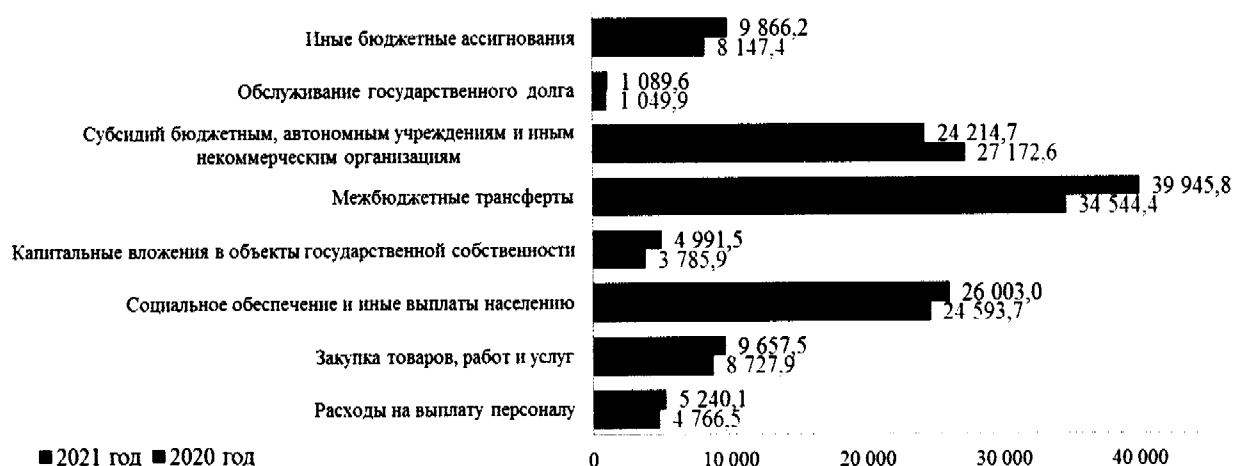 Иные бюджетные ассигнования
9 866,2
8 147,4
Обслуживание государственного долга
1 089,6
1 049,9
Субсидий бюджетным, автономным учреждениям и иным
некоммерческим организациям
24 214,7
27 172,6
Межбюджетные трансферты
39 945,8
34 544,4
Капитальные вложения в объекты государственной собственности
4 991,5
3 785,9
Социальное обеспечение и иные выплаты населению
26 003,0
24 593,7
Закупка товаров, работ и услуг
9 657,5
8 727,9
Расходы на выплату персоналу
5 240,1
4 766,5
2021 год 2020 год
0 10 000 20 000 30 000 40 000